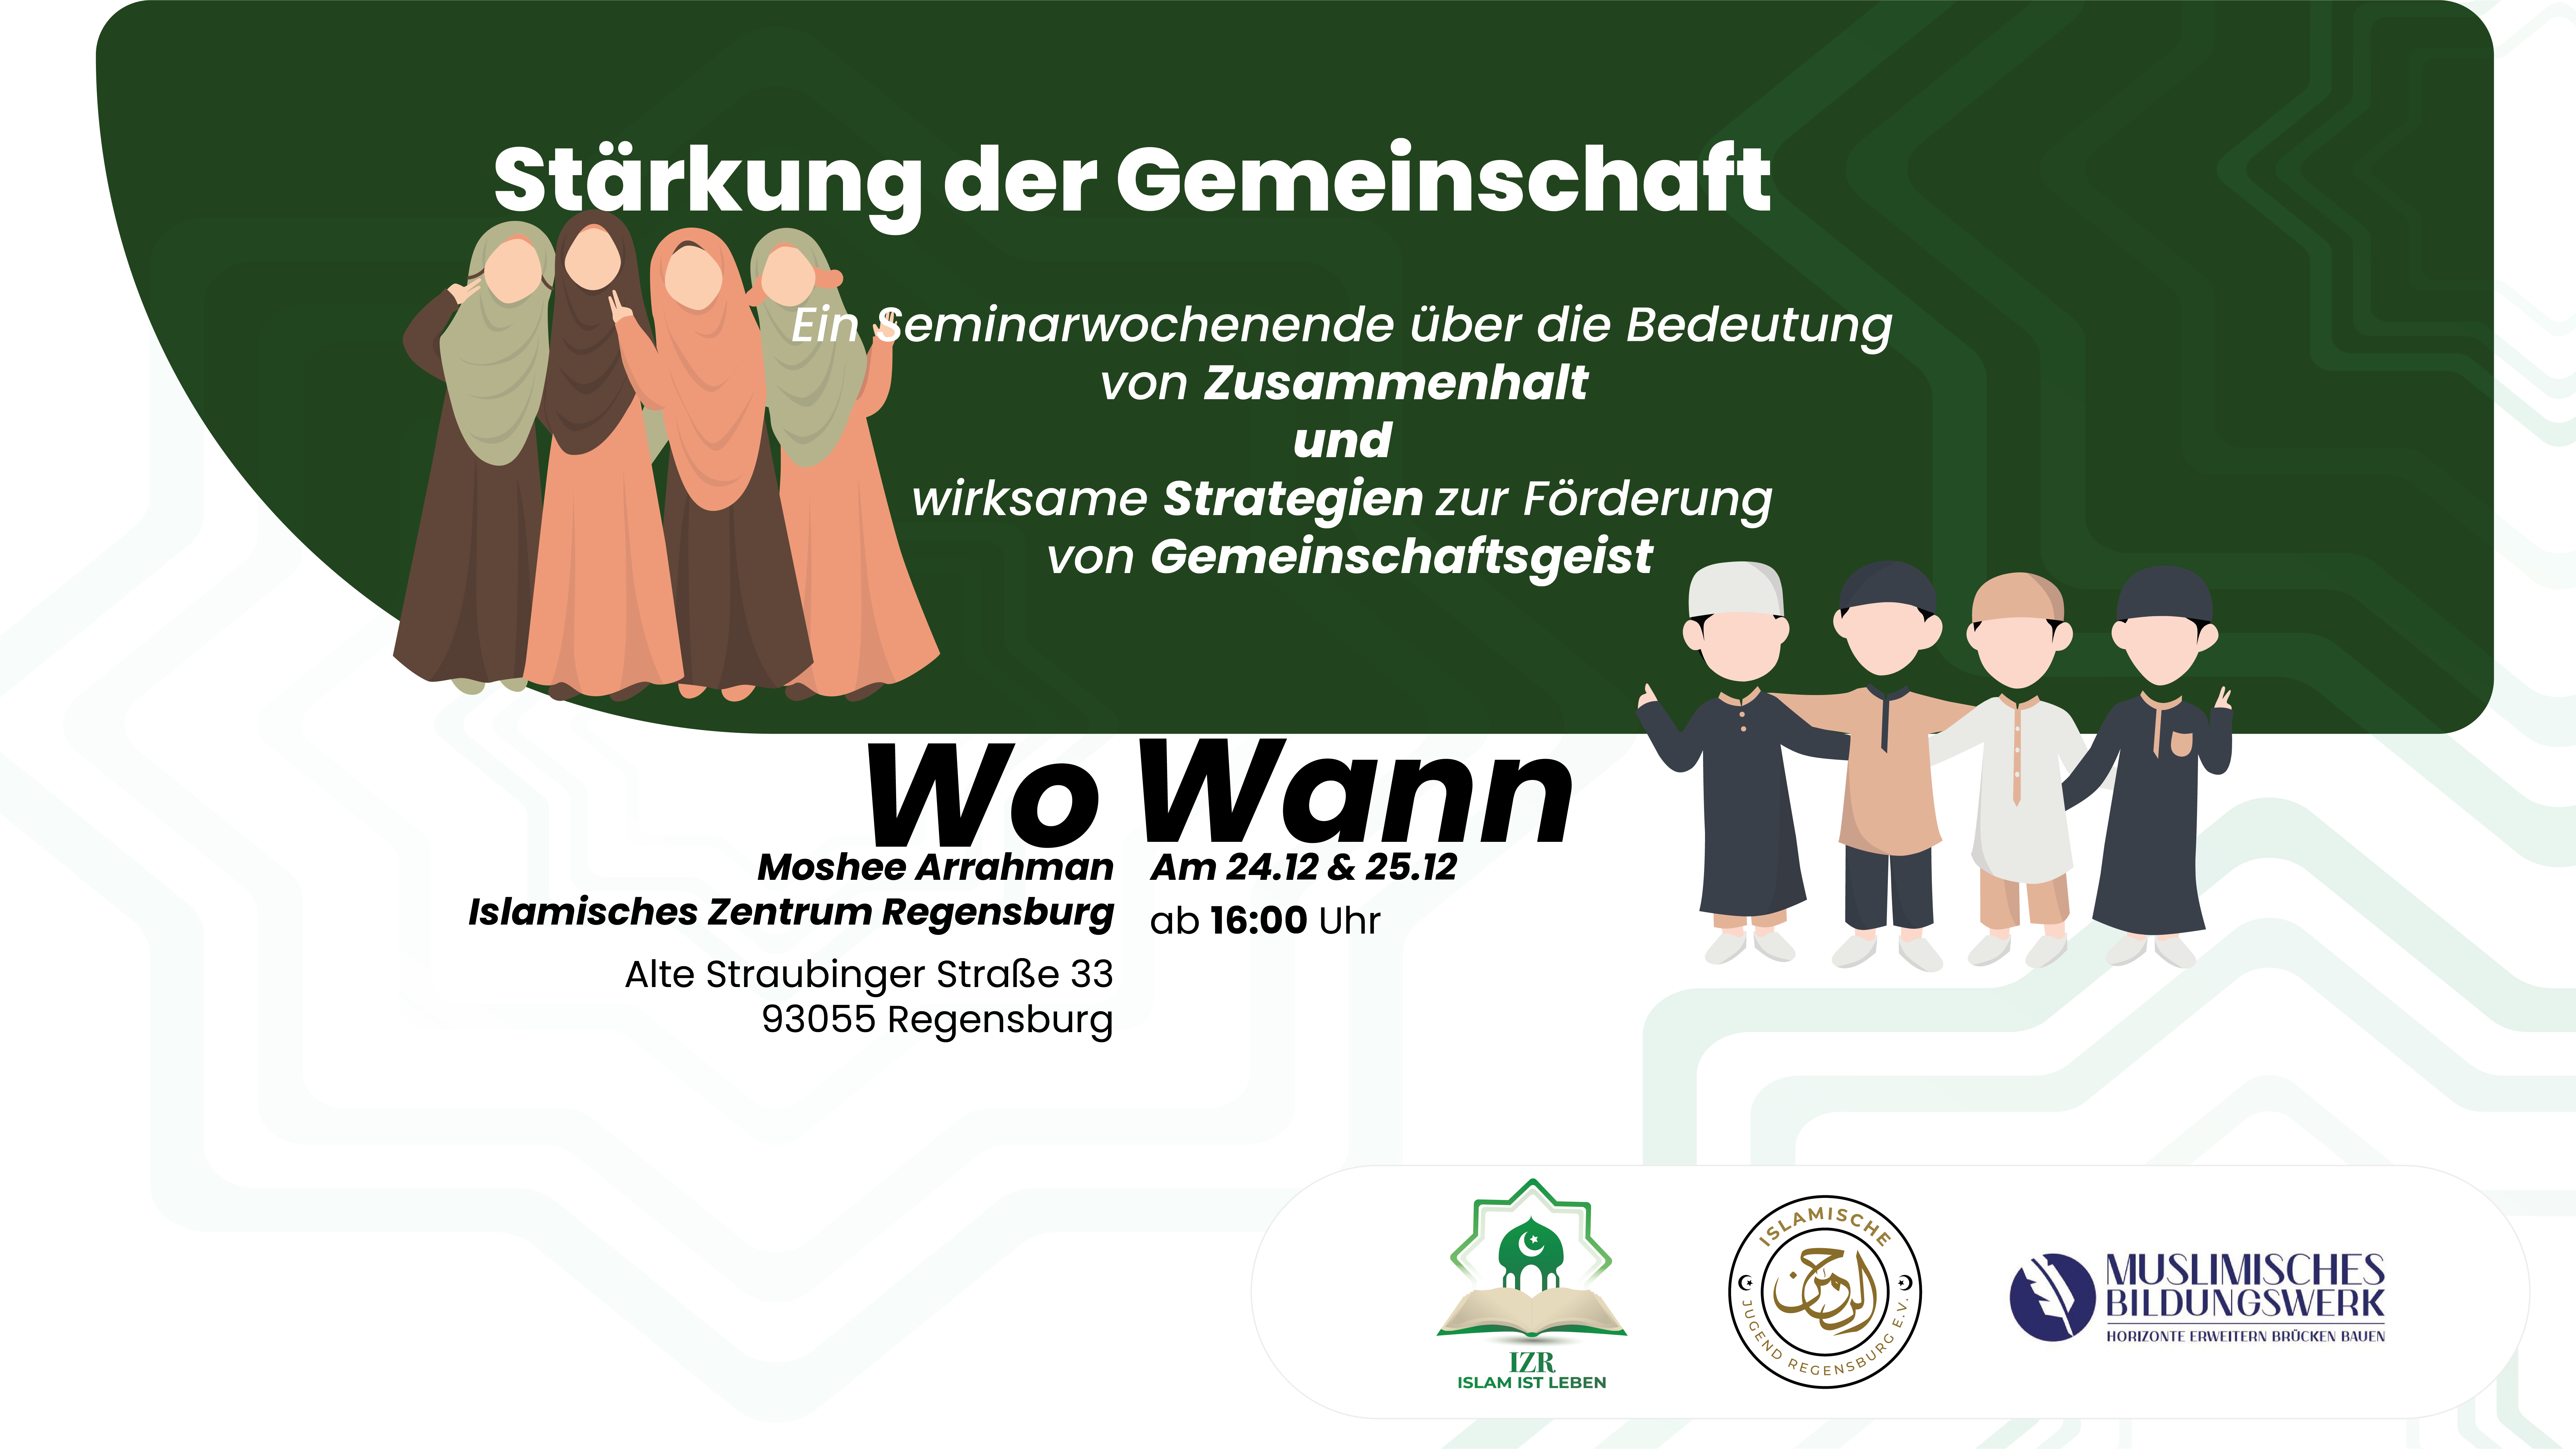 Stärkung der Gemeinschaft
Ein Seminarwochenende über die Bedeutung
von Zusammenhalt
und
wirksame Strategien zur Förderung
von Gemeinschaftsgeist
Wo
Moshee Arrahman
Islamisches Zentrum Regensburg
Alte Straubinger Straße 33
93055 Regensburg
Wann
Am 24.12 & 25.12
ab 16:00 Uhr
IZR
ISLAM IST LEBEN
ISLAMISCHE
الرحمن
JUGEND REGENSBURG E.V.
MUSLIMISCHES
BILDUNGSWERK
HORIZONTE ERWEITERN BRÜCKEN BAUEN